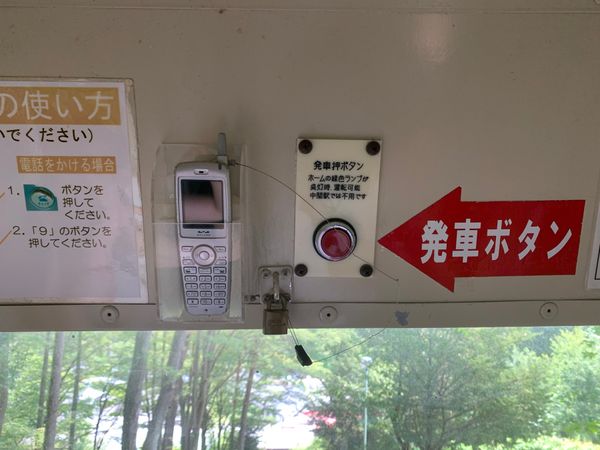 の使い方
いでください）
電話をかける場合
1. ボタンを
押して
ください。
2.「9」のボタンを
押してください。
発車押ボタン
ホームの緑色ランプが
点灯時、運転可能
中間駅では不用です
発車ボタン